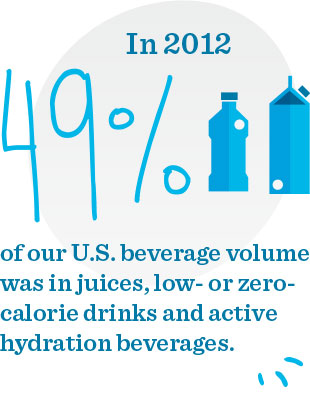 In 2012
49%
of our U.S. beverage volume
was in juices, low- or zero-
calorie drinks and active
hydration beverages.